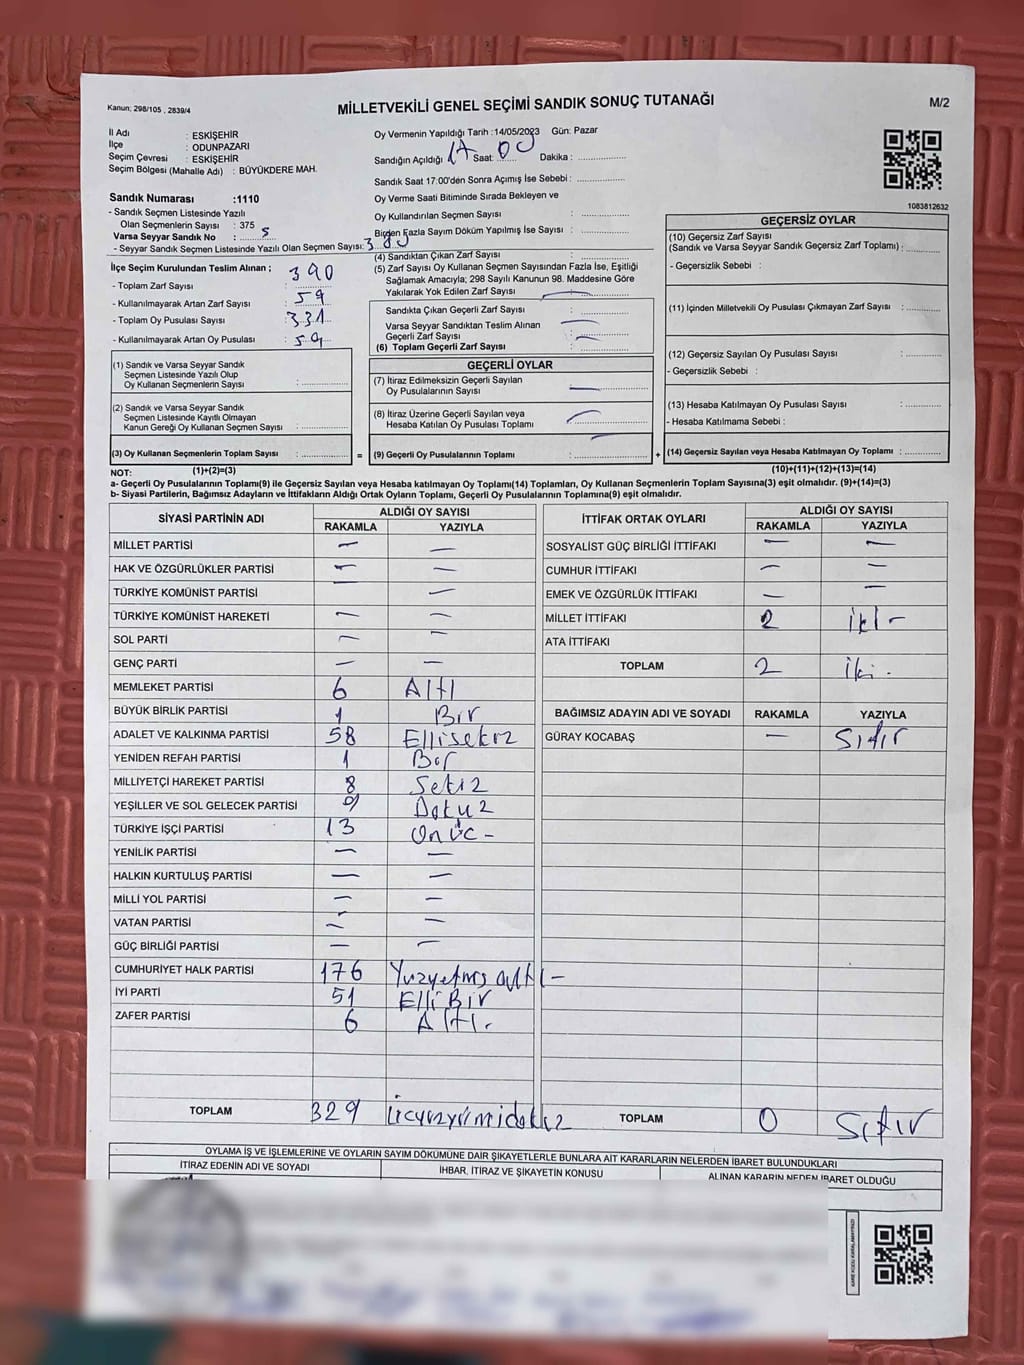 Kanun: 298/105 , 2839/4
MİLLETVEKİLİ GENEL SEÇİMİ SANDIK SONUÇ TUTANAĞI
M/2
İl Adı : ESKİŞEHİR
İlçe : ODUNPAZARI
Seçim Çevresi : ESKİŞEHİR
Seçim Bölgesi (Mahalle Adı) : BÜYÜKDERE MAH.
Oy Vermenin Yapıldığı Tarih :14/05/2023 Gün: Pazar
Sandığın Açıldığı 17 Saat 00 Dakika :
Sandık Saat 17:00'den Sonra Açımış İse Sebebi :
Oy Verme Saati Bitiminde Sırada Bekleyen ve
Oy Kullandırılan Seçmen Sayısı :
Birden Fazla Sayım Döküm Yapılmış İse Sayısı :
1083812632
Sandık Numarası :1110
- Sandık Seçmen Listesinde Yazılı
Olan Seçmenlerin Sayısı : 375
Varsa Seyyar Sandık No :
- Seyyar Sandık Seçmen Listesinde Yazılı Olan Seçmen Sayısı:
İlçe Seçim Kurulundan Teslim Alınan ;
- Toplam Zarf Sayısı : 390
- Kullanılmayarak Artan Zarf Sayısı : 59
- Toplam Oy Pusulası Sayısı : 331
- Kullanılmayarak Artan Oy Pusulası : 59
(1) Sandık ve Varsa Seyyar Sandık
Seçmen Listesinde Yazılı Olup
Oy Kullanan Seçmenlerin Sayısı :
(2) Sandık ve Varsa Seyyar Sandık
Seçmen Listesinde Kayıtlı Olmayan
Kanun Gereği Oy Kullanan Seçmen Sayısı :
(3) Oy Kullanan Seçmenlerin Toplam Sayısı :
(4) Sandıktan Çıkan Zarf Sayısı :
(5) Zarf Sayısı Oy Kullanan Seçmen Sayısından Fazla İse, Eşitliği
Sağlamak Amacıyla; 298 Sayılı Kanunun 98. Maddesine Göre
Yakılarak Yok Edilen Zarf Sayısı : —
Sandıkta Çıkan Geçerli Zarf Sayısı :
Varsa Seyyar Sandıktan Teslim Alınan
Geçerli Zarf Sayısı : —
(6) Toplam Geçerli Zarf Sayısı : —
GEÇERLİ OYLAR
(7) İtiraz Edilmeksizin Geçerli Sayılan
Oy Pusulalarının Sayısı : —
(8) İtiraz Üzerine Geçerli Sayılan veya
Hesaba Katılan Oy Pusulası Toplamı : —
= (9) Geçerli Oy Pusulalarının Toplamı : — +
GEÇERSİZ OYLAR
(10) Geçersiz Zarf Sayısı
(Sandık ve Varsa Seyyar Sandık Geçersiz Zarf Toplamı) :
- Geçersizlik Sebebi :
(11) İçinden Milletvekili Oy Pusulası Çıkmayan Zarf Sayısı :
(12) Geçersiz Sayılan Oy Pusulası Sayısı :
- Geçersizlik Sebebi :
(13) Hesaba Katılmayan Oy Pusulası Sayısı :
- Hesaba Katılmama Sebebi :
(14) Geçersiz Sayılan veya Hesaba Katılmayan Oy Toplamı :
NOT: (1)+(2)=(3) (10)+(11)+(12)+(13)=(14)
a- Geçerli Oy Pusulasının Toplamı(9) ile Geçersiz Sayılan veya Hesaba katılmayan Oy Toplamı(14) Toplamları, Oy Kullanan Seçmenlerin Toplam Sayısına(3) eşit olmalıdır. (9)+(14)=(3)
b- Siyasi Partilerin, Bağımsız Adayların ve İttifakların Aldığı Ortak Oyların Toplamı, Geçerli Oy Pusulalarının Toplamına(9) eşit olmalıdır.
SİYASİ PARTİNİN ADI ALDIĞI OY SAYISI
RAKAMLA YAZIYLA
MİLLET PARTİSİ — —
HAK VE ÖZGÜRLÜKLER PARTİSİ — —
TÜRKİYE KOMÜNİST PARTİSİ — —
TÜRKİYE KOMÜNİST HAREKETİ — —
SOL PARTİ — —
GENÇ PARTİ — —
MEMLEKET PARTİSİ 6 Altı
BÜYÜK BİRLİK PARTİSİ 1 Bir
ADALET VE KALKINMA PARTİSİ 58 Ellisekiz
YENİDEN REFAH PARTİSİ 1 Bir
MİLLİYETÇİ HAREKET PARTİSİ 8 Sekiz
YEŞİLLER VE SOL GELECEK PARTİSİ 9 Dokuz
TÜRKİYE İŞÇİ PARTİSİ 13 Onüç -
YENİLİK PARTİSİ — —
HALKIN KURTULUŞ PARTİSİ — —
MİLLİ YOL PARTİSİ — —
VATAN PARTİSİ — —
GÜÇ BİRLİĞİ PARTİSİ — —
CUMHURİYET HALK PARTİSİ 176 Yüzyetmş altı -
İYİ PARTİ 51 Elli Bir
ZAFER PARTİSİ 6 Altı.
TOPLAM 329
İTTİFAK ORTAK OYLARI ALDIĞI OY SAYISI
RAKAMLA YAZIYLA
SOSYALİST GÜÇ BİRLİĞİ İTTİFAKI — —
CUMHUR İTTİFAKI — —
EMEK VE ÖZGÜRLÜK İTTİFAKI — —
MİLLET İTTİFAKI 2 iki -
ATA İTTİFAKI
TOPLAM 2 iki.
BAĞIMSIZ ADAYIN ADI VE SOYADI RAKAMLA YAZIYLA
GÜRAY KOCABAŞ — Sıfır
TOPLAM 0 Sıfır
OYLAMA İŞ VE İŞLEMLERİNE VE OYLARIN SAYIM DÖKÜMÜNE DAİR ŞİKAYETLERLE BUNLARA AİT KARARLARIN NELERDEN İBARET BULUNDUKLARI
İTİRAZ EDENİN ADI VE SOYADI İHBAR, İTİRAZ VE ŞİKAYETİN KONUSU ALINAN KARARIN NEDEN İBARET OLDUĞU